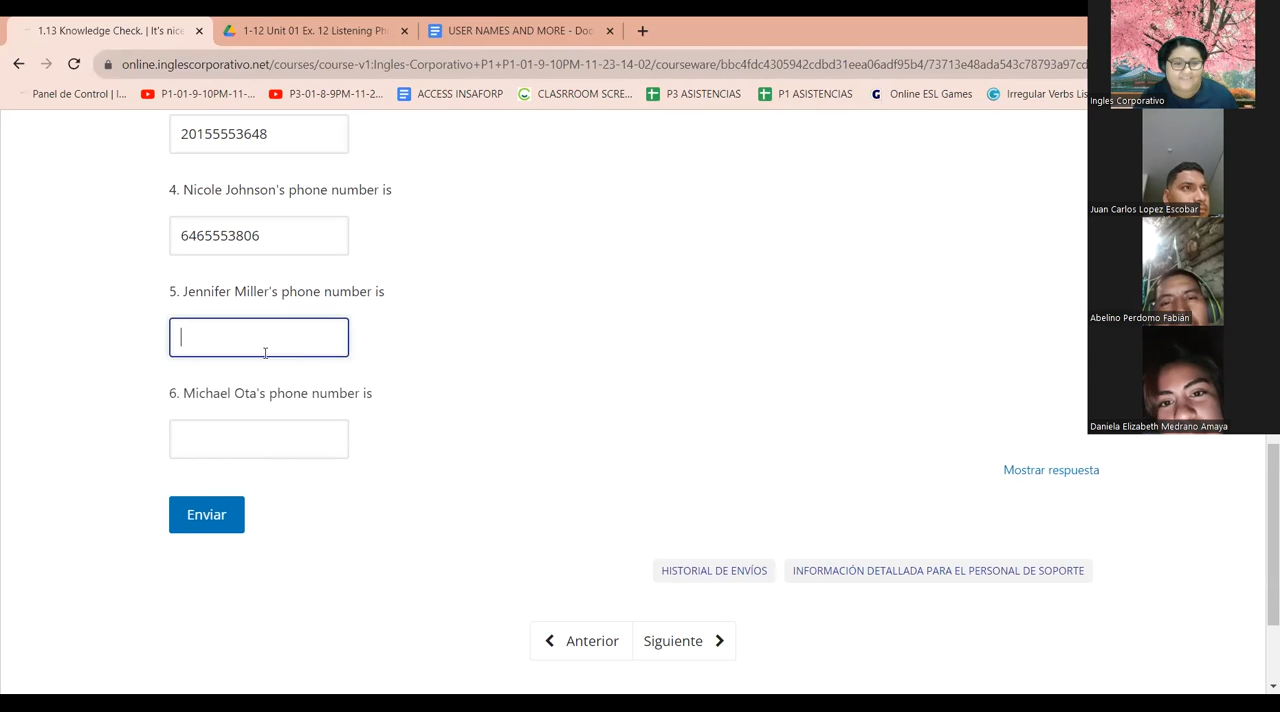 1.13 Knowledge Check. | It's nice
1-12 Unit 01 Ex. 12 Listening Ph
USER NAMES AND MORE - Doc
online.inglescorporativo.net/courses/course-v1:Ingles-Corporativo+P1+P1-01-9-10PM-11-23-14-02/courseware/bbc4fdc4305942cdbd31eea06adf95b4/73713e48ada543c78793a97cd
Panel de Control | I...
P1-01-9-10PM-11-...
P3-01-8-9PM-11-2...
ACCESS INSAFORP
CLASRROOM SCRE...
P3 ASISTENCIAS
P1 ASISTENCIAS
Online ESL Games
Irregular Verbs Lis
20155553648
4. Nicole Johnson's phone number is
6465553806
5. Jennifer Miller's phone number is
6. Michael Ota's phone number is
Mostrar respuesta
Enviar
HISTORIAL DE ENVÍOS
INFORMACIÓN DETALLADA PARA EL PERSONAL DE SOPORTE
Anterior
Siguiente
Ingles Corporativo
Juan Carlos Lopez Escobar
Abelino Perdomo Fabián
Daniela Elizabeth Medrano Amaya